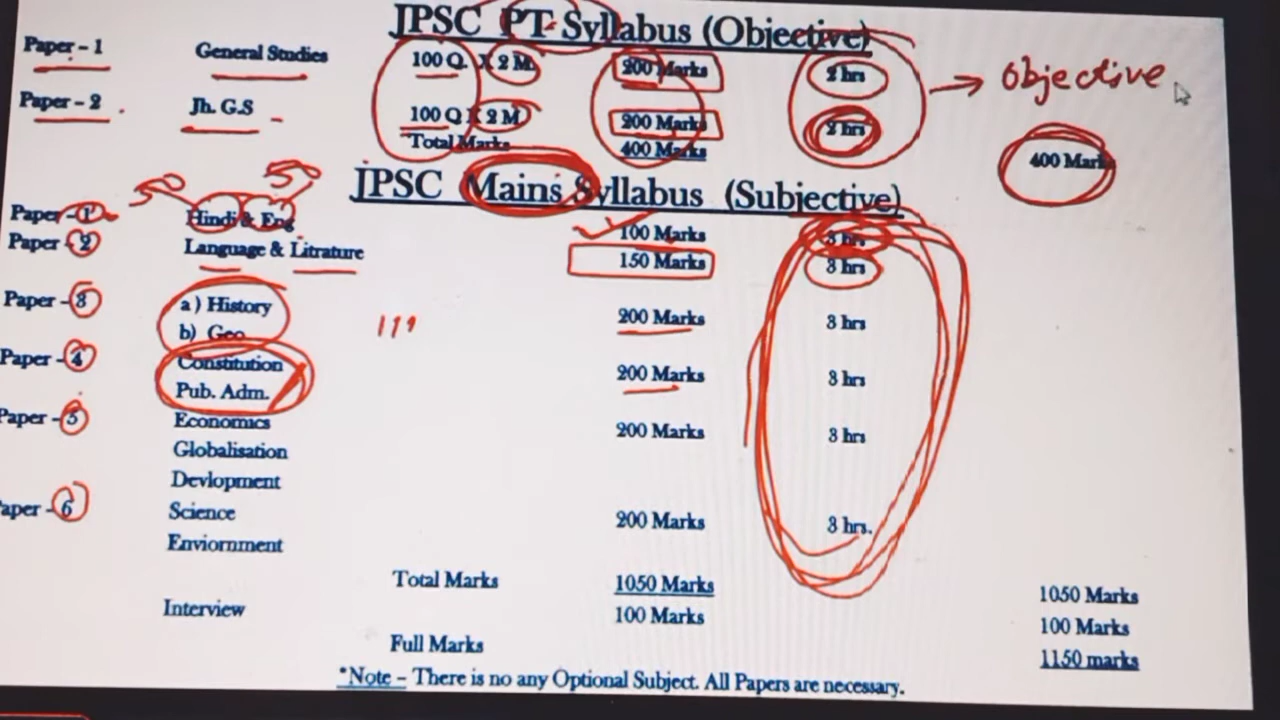 JPSC PT Syllabus (Objective)
Paper - 1 General Studies 100 Q. X 2 M. 200 Marks 2 hrs → Objective
Paper - 2 Jh. G.S 100 Q X 2 M 200 Marks 2 hrs
Total Marks 400 Marks 400 Marks
50 50
JPSC Mains Syllabus (Subjective)
Paper - 1 Hindi & Eng 100 Marks 3 hrs
Paper - 2 Language & Litrature 150 Marks 3 hrs
Paper - 3 a) History 200 Marks 3 hrs
b) Geo
Paper - 4 Constitution 200 Marks 3 hrs
Pub. Adm.
Paper - 5 Economics 200 Marks 3 hrs
Globalisation
Devlopment
aper - 6 Science 200 Marks 3 hrs.
Enviornment
Total Marks 1050 Marks 1050 Marks
Interview 100 Marks 100 Marks
Full Marks 1150 marks
*Note - There is no any Optional Subject. All Papers are necessary.